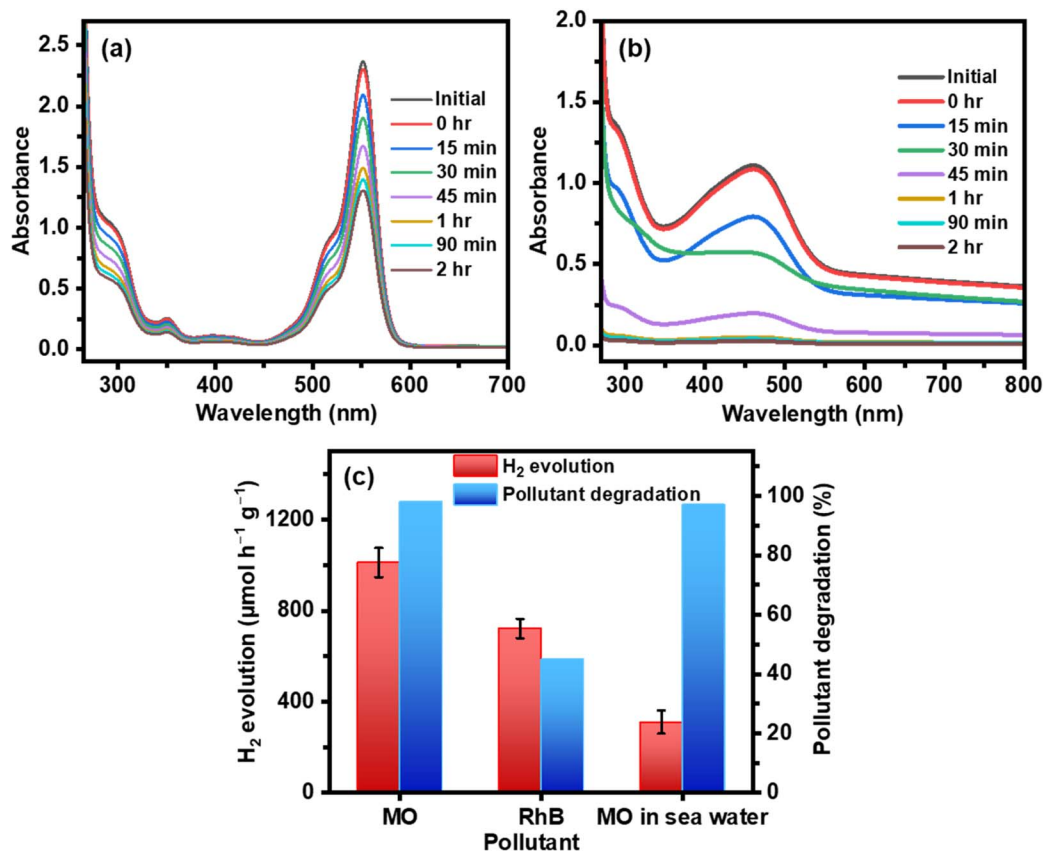 (a)
Absorbance
2.5
2.0
1.5
1.0
0.5
0.0
Initial
0 hr
15 min
30 min
45 min
1 hr
90 min
2 hr
300 400 500 600 700
Wavelength (nm)
(b)
Absorbance
2.0
1.5
1.0
0.5
0.0
Initial
0 hr
15 min
30 min
45 min
1 hr
90 min
2 hr
300 400 500 600 700 800
Wavelength (nm)
(c)
H₂ evolution
Pollutant degradation
H₂ evolution (μmol h⁻¹ g⁻¹)
1200
800
400
0
Pollutant degradation (%)
100
80
60
40
20
0
MO RhB MO in sea water
Pollutant